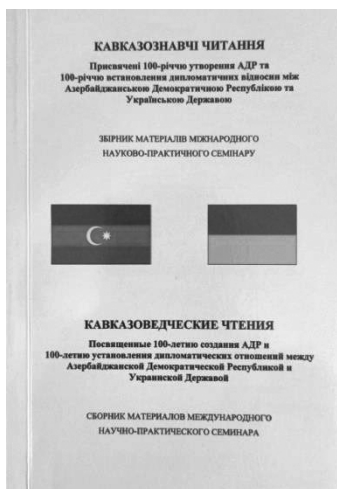 КАВКАЗОЗНАВЧІ ЧИТАННЯ
Присвячені 100-річчю утворення АДР та
100-річчю встановлення дипломатичних відносин між
Азербайджанською Демократичною Республікою та
Українською Державою
ЗБІРНИК МАТЕРІАЛІВ МІЖНАРОДНОГО
НАУКОВО-ПРАКТИЧНОГО СЕМІНАРУ
КАВКАЗОВЕДЧЕСКИЕ ЧТЕНИЯ
Посвященные 100-летию создания АДР и
100-летию установления дипломатических отношений между
Азербайджанской Демократической Республикой и
Украинской Державой
СБОРНИК МАТЕРИАЛОВ МЕЖДУНАРОДНОГО
НАУЧНО-ПРАКТИЧЕСКОГО СЕМИНАРА